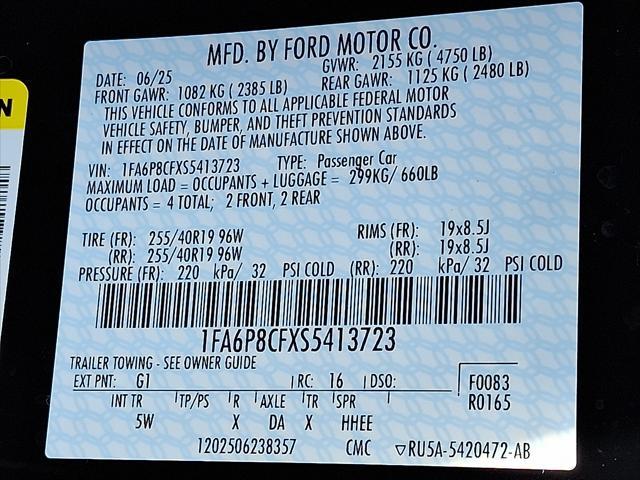 MFD. BY FORD MOTOR CO.
DATE: 06/25 GVWR: 2155 KG ( 4750 LB)
FRONT GAWR: 1082 KG ( 2385 LB) REAR GAWR: 1125 KG ( 2480 LB)
THIS VEHICLE CONFORMS TO ALL APPLICABLE FEDERAL MOTOR
VEHICLE SAFETY, BUMPER, AND THEFT PREVENTION STANDARDS
IN EFFECT ON THE DATE OF MANUFACTURE SHOWN ABOVE.
VIN: 1FA6P8CFXS5413723 TYPE: Passenger Car
MAXIMUM LOAD = OCCUPANTS + LUGGAGE = 299KG/ 660LB
OCCUPANTS = 4 TOTAL; 2 FRONT, 2 REAR
TIRE (FR): 255/40R19 96W RIMS (FR): 19x8.5J
(RR): 255/40R19 96W (RR): 19x8.5J
PRESSURE (FR): 220 kPa/ 32 PSI COLD (RR): 220 kPa/ 32 PSI COLD
1FA6P8CFXS5413723
TRAILER TOWING - SEE OWNER GUIDE
EXT PNT: G1 RC: 16 DSO: F0083
R0165
INT TR TP/PS R AXLE TR SPR
5W X DA X HHEE
1202506238357 CMC ▽RU5A-5420472-AB
N